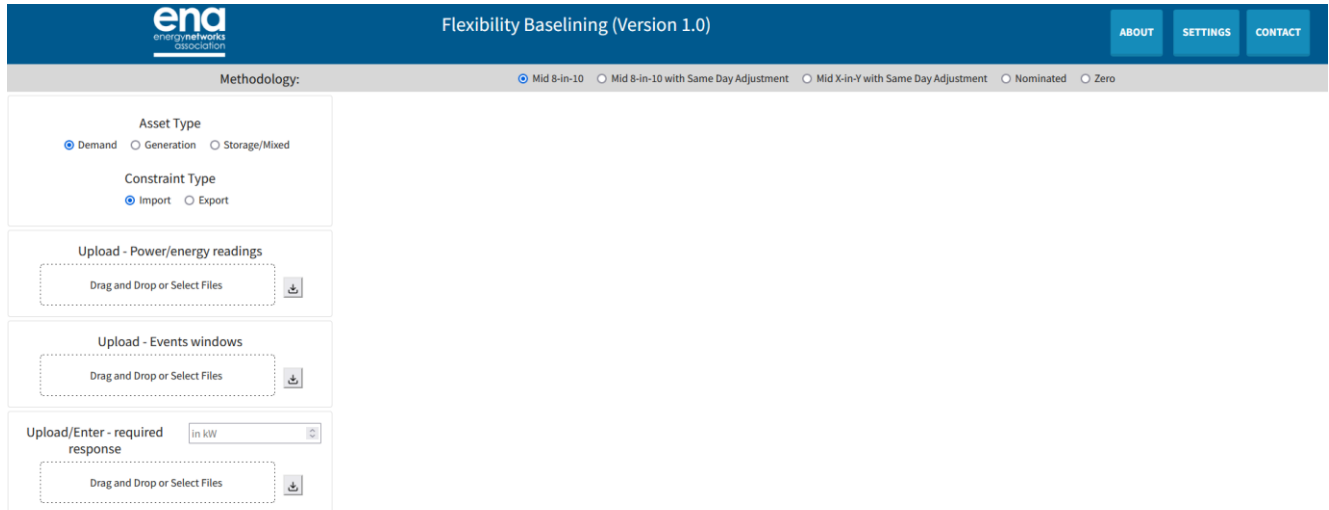 ena
energynetworks
association
Flexibility Baselining (Version 1.0)
ABOUT
SETTINGS
CONTACT
Methodology:
Mid 8-in-10
Mid 8-in-10 with Same Day Adjustment
Mid X-in-Y with Same Day Adjustment
Nominated
Zero
Asset Type
Demand
Generation
Storage/Mixed
Constraint Type
Import
Export
Upload - Power/energy readings
Drag and Drop or Select Files
Upload - Events windows
Drag and Drop or Select Files
Upload/Enter - required
response
in kW
Drag and Drop or Select Files